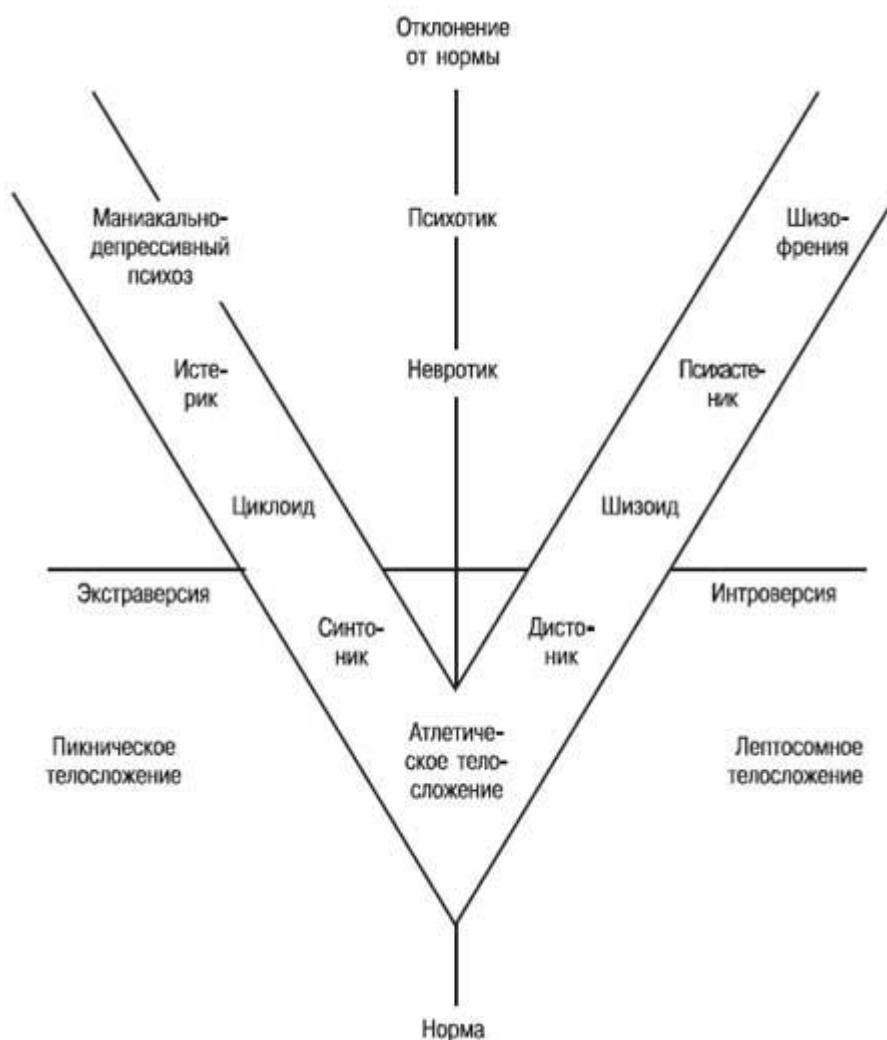 Отклонение
от нормы
Маниакально-
депрессивный
психоз
Психотик
Шизо-
френия
Исте-
рик
Невротик
Психасте-
ник
Циклоид
Шизоид
Экстраверсия
Интроверсия
Синто-
ник
Дисто-
ник
Пикническое
телосложение
Атлетиче-
ское тело-
сложение
Лептосомное
телосложение
Норма